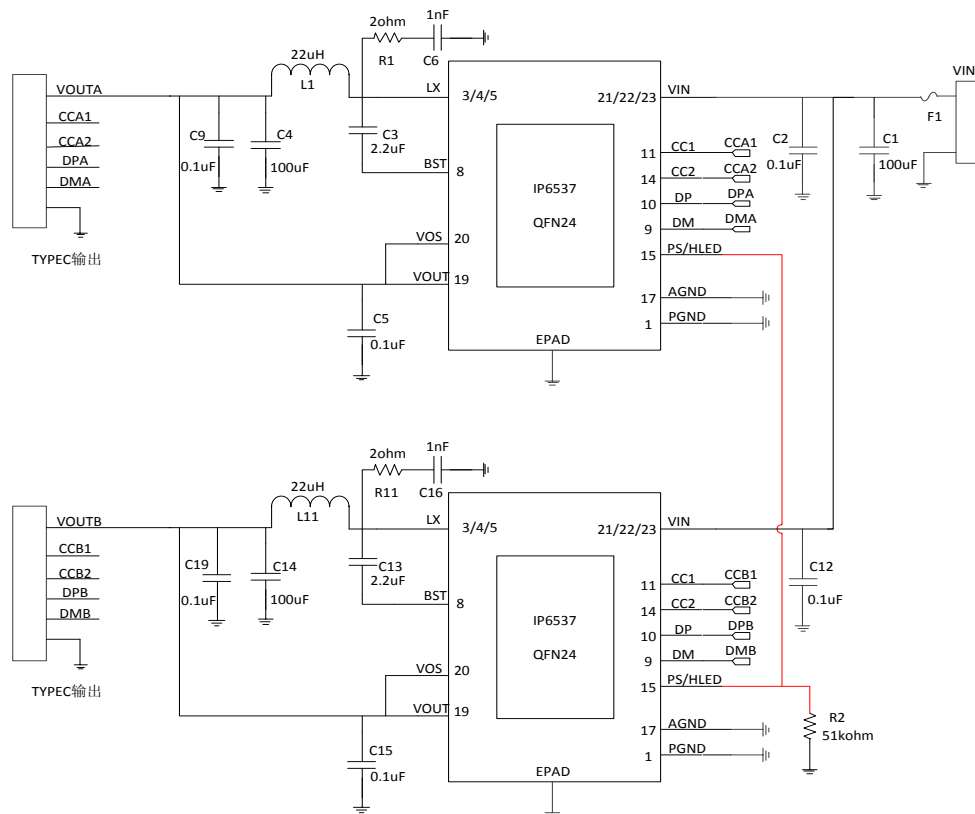 1nF
2ohm
R1
C6
22uH
L1
VIN
VOUTA
LX
3/4/5
21/22/23
VIN
F1
CCA1
CCA2
DPA
DMA
C9
0.1uF
C4
100uF
C3
2.2uF
BST
8
C2
0.1uF
C1
100uF
11
CC1
CCA1
14
CC2
CCA2
10
DP
DPA
9
DM
DMA
IP6537
QFN24
TYPEC输出
VOS
20
VOUT
19
15
PS/HLED
17
AGND
1
PGND
C5
0.1uF
EPAD
1nF
2ohm
R11
C16
22uH
L11
VOUTB
LX
3/4/5
21/22/23
VIN
CCB1
CCB2
DPB
DMB
C19
0.1uF
C14
100uF
C13
2.2uF
BST
8
11
CC1
CCB1
14
CC2
CCB2
10
DP
DPB
9
DM
DMB
C12
0.1uF
IP6537
QFN24
TYPEC输出
VOS
20
VOUT
19
15
PS/HLED
17
AGND
1
PGND
R2
51kohm
C15
0.1uF
EPAD